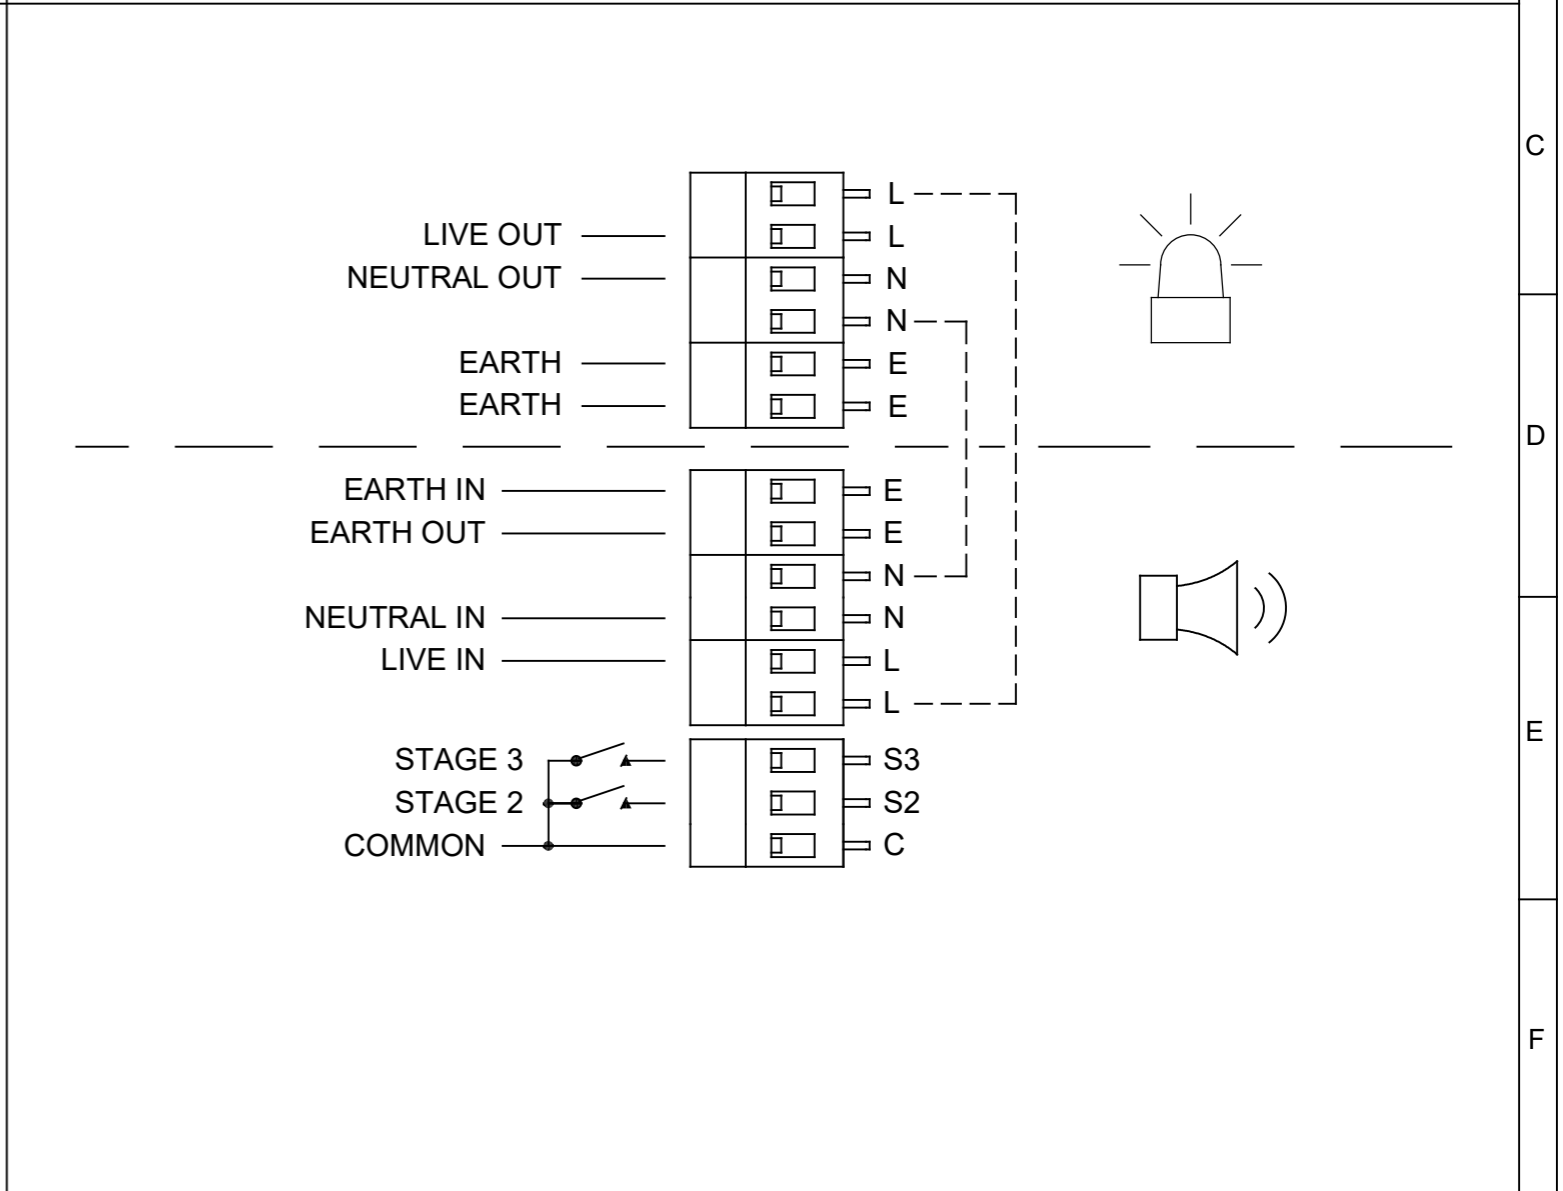 L
LIVE OUT L
NEUTRAL OUT N
N
EARTH E
EARTH E
EARTH IN E
EARTH OUT E
N
NEUTRAL IN N
LIVE IN L
L
STAGE 3 S3
STAGE 2 S2
COMMON C
C
D
E
F